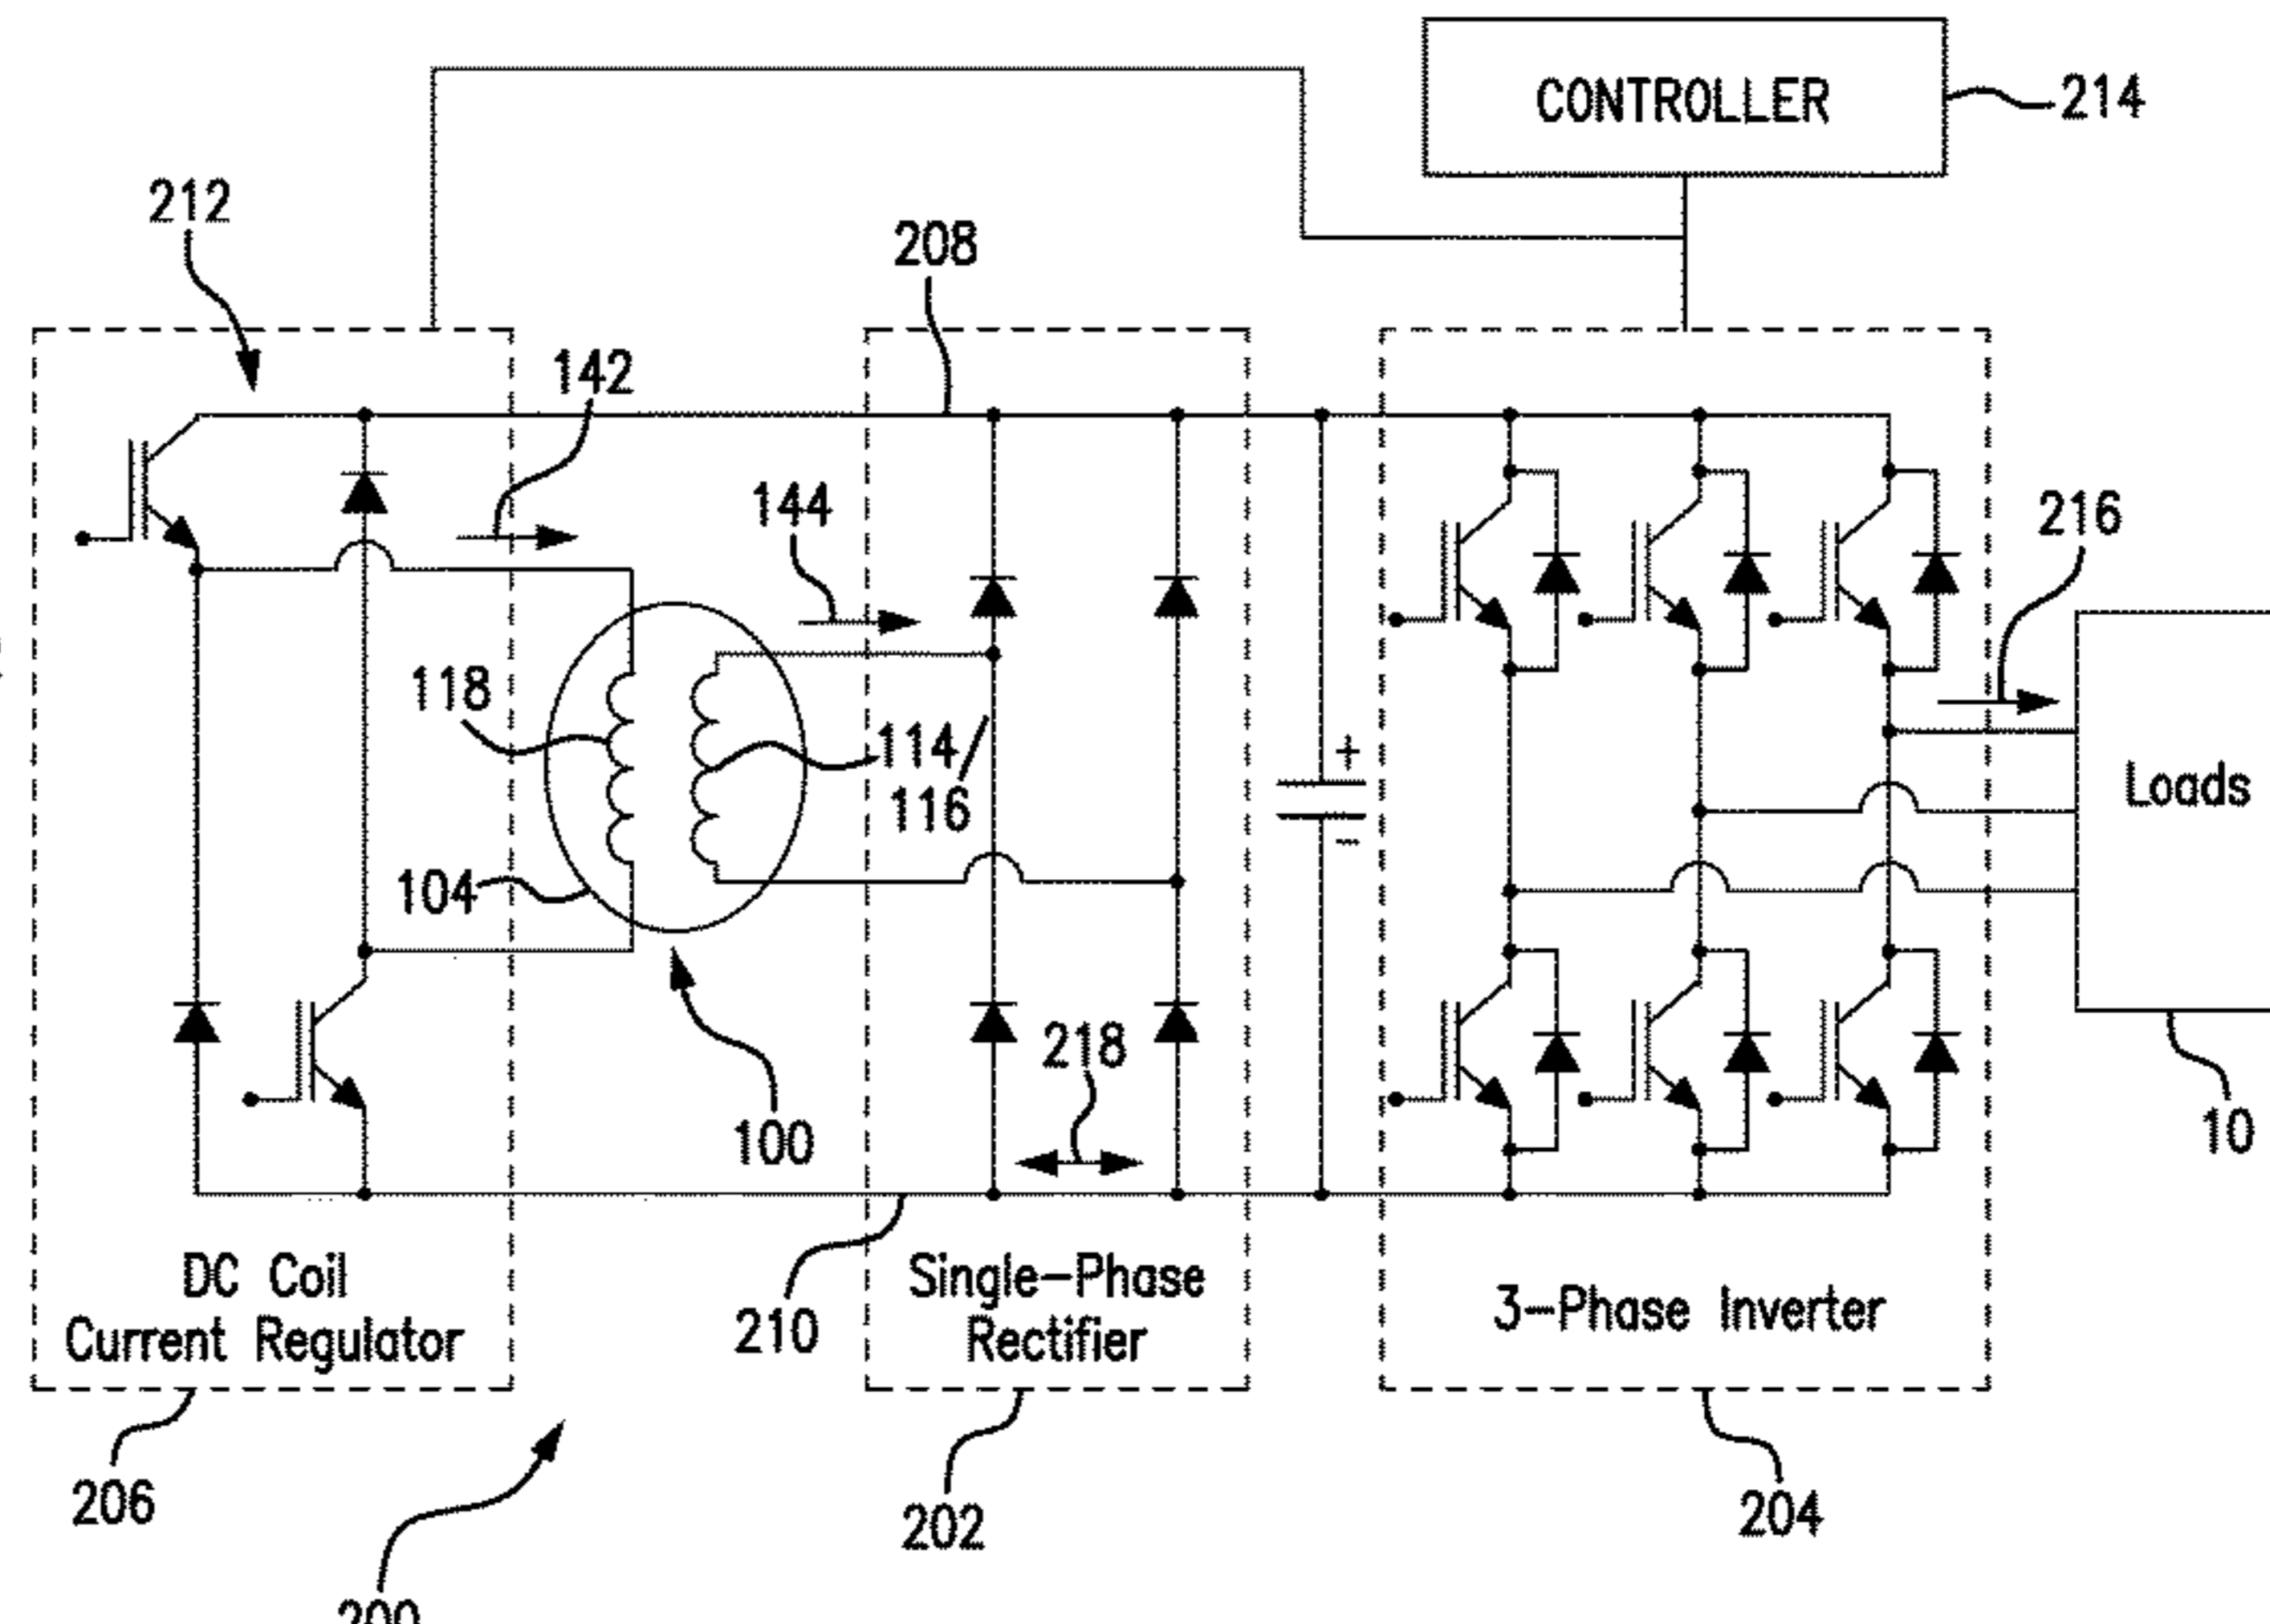 CONTROLLER
214
212
208
142
144
216
118
114
116
+
-
Loads
104
218
100
10
DC Coil
Current Regulator
210
Single-Phase
Rectifier
3-Phase Inverter
206
202
204
200